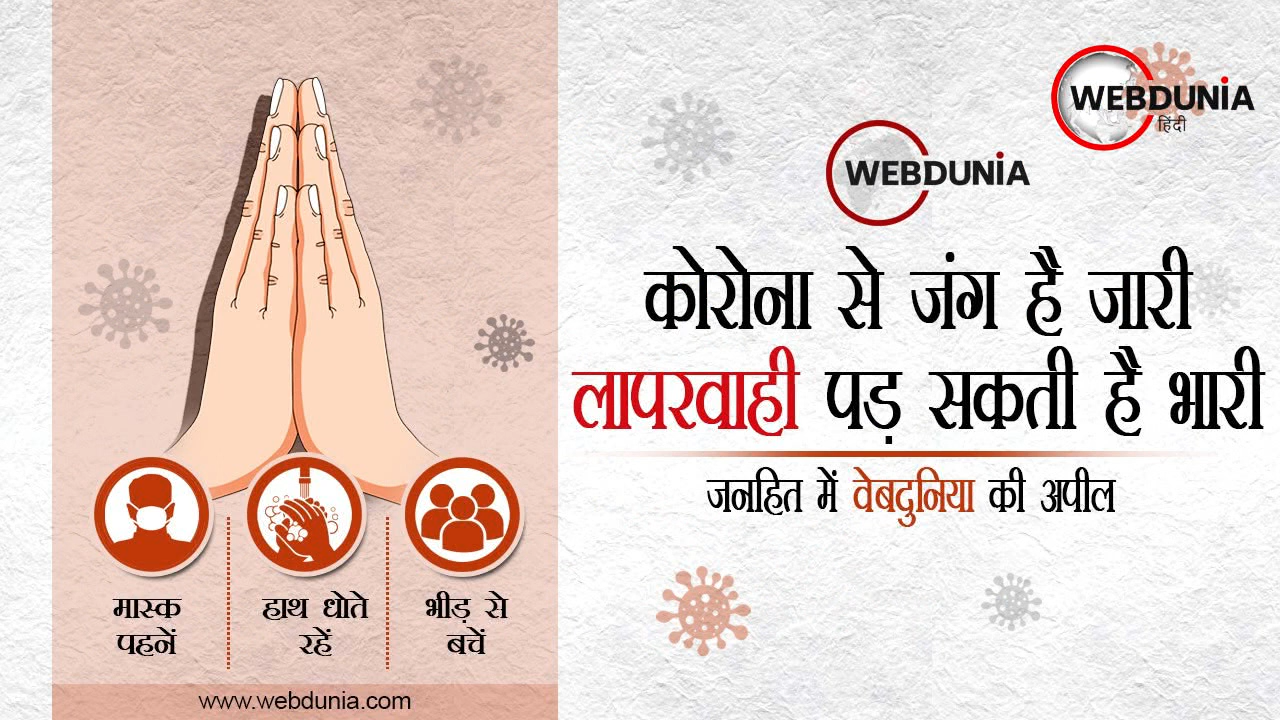 WEBDUNIA
हिंदी
WEBDUNIA
कोरोना से जंग है जारी
लापरवाही पड़ सकती है भारी
जनहित में वेबदुनिया की अपील
मास्क
पहनें
हाथ धोते
रहें
भीड़ से
बचें
www.webdunia.com